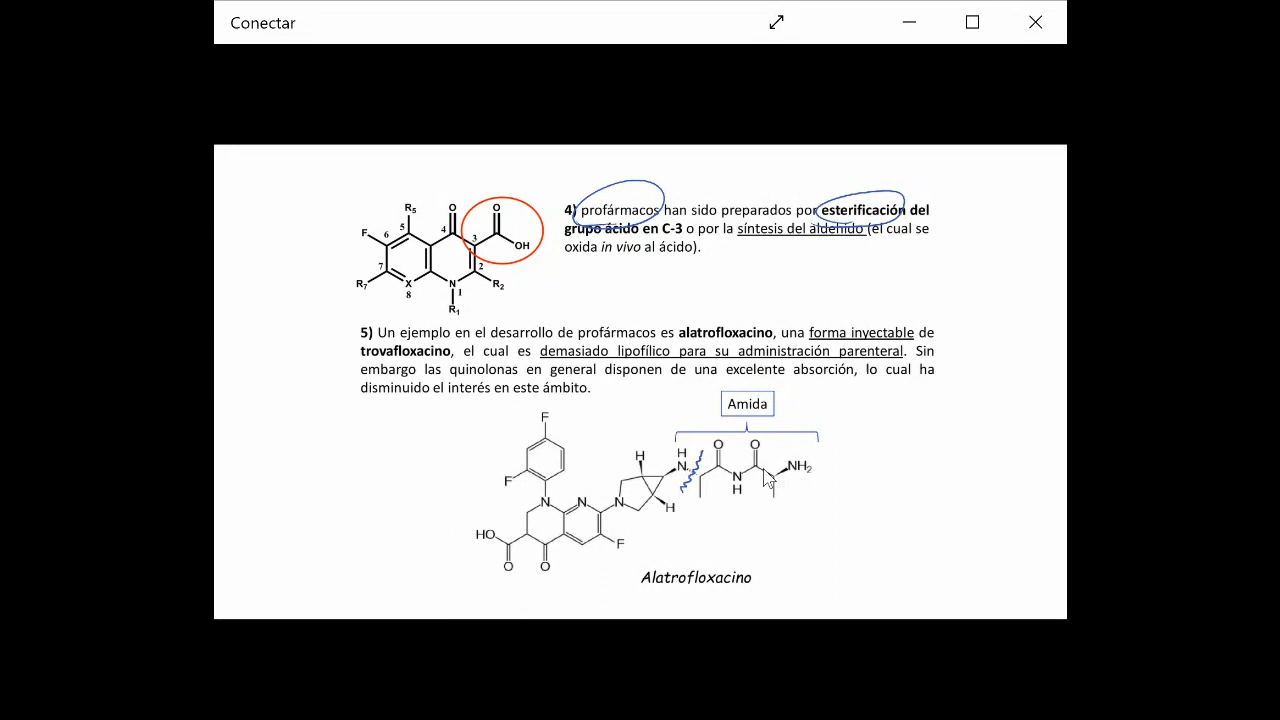 Conectar
4) profármacos han sido preparados por esterificación del
grupo ácido en C-3 o por la síntesis del aldehído (el cual se
oxida in vivo al ácido).
R5 O O
F 6 5 4 3 OH
7 X 8 N 1 2 R2
R7
R1
5) Un ejemplo en el desarrollo de profármacos es alatrofloxacino, una forma inyectable de
trovafloxacino, el cual es demasiado lipofílico para su administración parenteral. Sin
embargo las quinolonas en general disponen de una excelente absorción, lo cual ha
disminuido el interés en este ámbito.
Amida
F
H H O O
N NH2
F N H
N N N H
HO F
O O
Alatrofloxacino